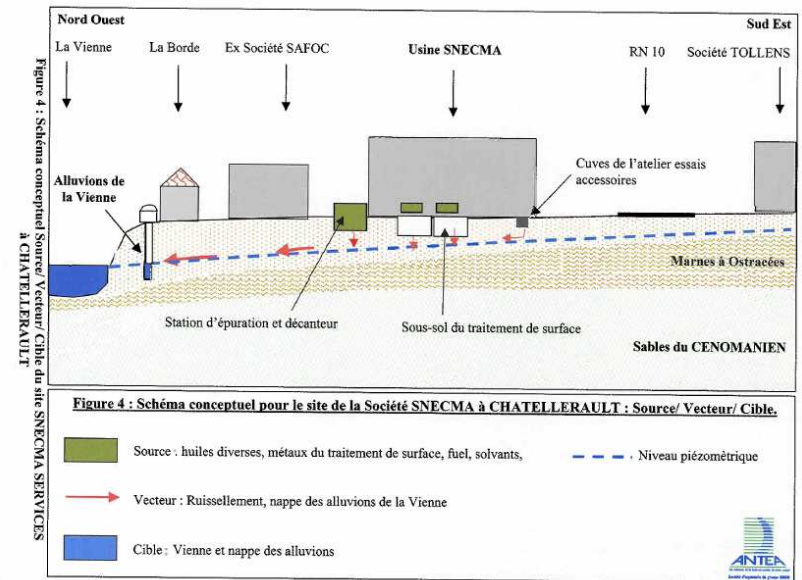 Figure 4 : Schéma conceptuel Source/ Vecteur/ Cible du site SNECMA SERVICES
à CHATELLERAULT
Nord Ouest
Sud Est
La Vienne
La Borde
Ex Société SAFOC
Usine SNECMA
RN 10
Société TOLLENS
Alluvions de
la Vienne
Cuves de l'atelier essais
accessoires
Marnes à Ostracées
Station d'épuration et décanteur
Sous-sol du traitement de surface
Sables du CENOMANIEN
Figure 4 : Schéma conceptuel pour le site de la Société SNECMA à CHATELLERAULT : Source/ Vecteur/ Cible.
Source : huiles diverses, métaux du traitement de surface, fuel, solvants,
Niveau piézomètrique
Vecteur : Ruissellement, nappe des alluvions de la Vienne
Cible : Vienne et nappe des alluvions
ANTEA